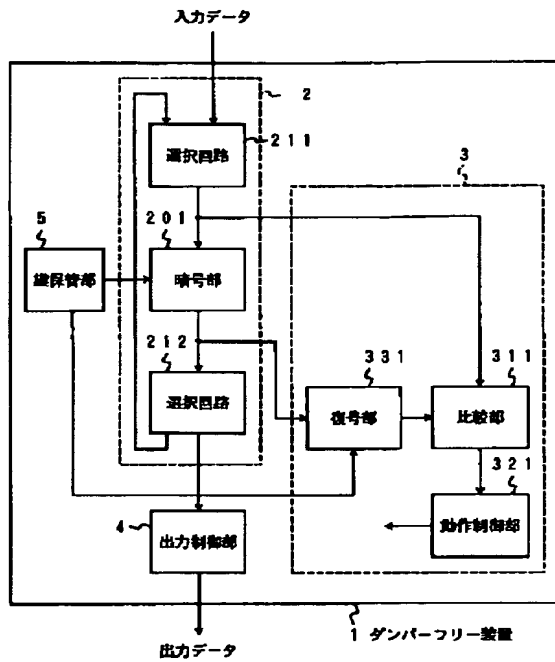 入力データ
2
選択回路
211
3
5
201
鍵保管部
暗号部
212
331
311
選択回路
復号部
比較部
321
4
出力制御部
動作制御部
1 ダンパーフリー装置
出力データ